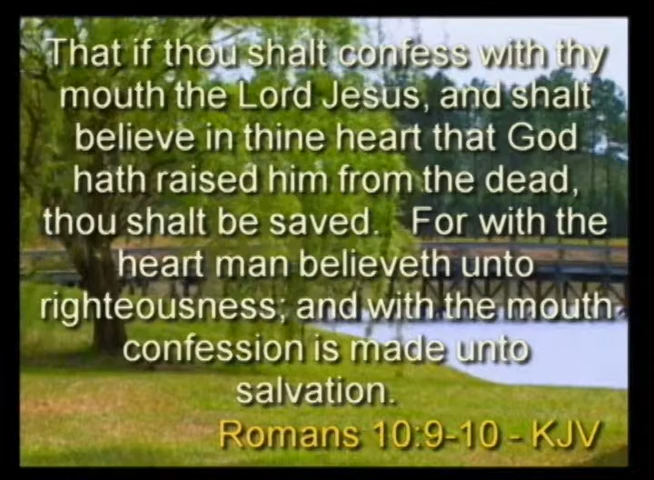 That if thou shalt confess with thy
mouth the Lord Jesus, and shalt
believe in thine heart that God
hath raised him from the dead,
thou shalt be saved. For with the
heart man believeth unto
righteousness; and with the mouth
confession is made unto
salvation.
Romans 10:9-10 - KJV